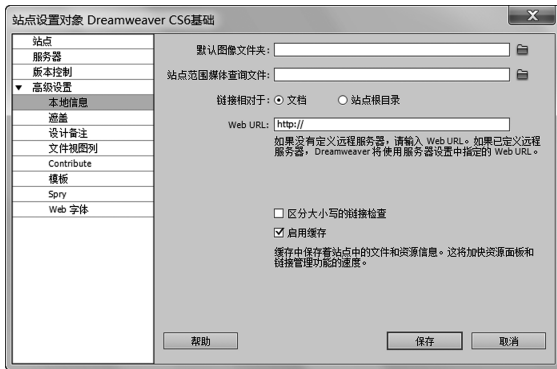 站点设置对象 Dreamweaver CS6基础
站点
服务器
版本控制
高级设置
本地信息
遮盖
设计备注
文件视图列
Contribute
模板
Spry
Web 字体
默认图像文件夹:
站点范围媒体查询文件:
链接相对于: 文档 站点根目录
Web URL: http://
如果没有定义远程服务器，请输入 Web URL。如果已定义远程
服务器，Dreamweaver 将使用服务器设置中指定的 Web URL。
区分大小写的链接检查
启用缓存
缓存中保存着站点中的文件和资源信息。这将加快资源面板和
链接管理功能的速度。
帮助 保存 取消